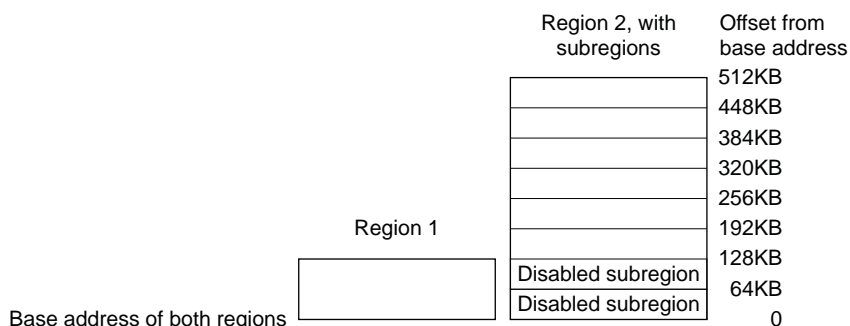 Region 2, with
subregions
Offset from
base address
512KB
448KB
384KB
320KB
256KB
192KB
Region 1
128KB
Disabled subregion
64KB
Disabled subregion
Base address of both regions
0